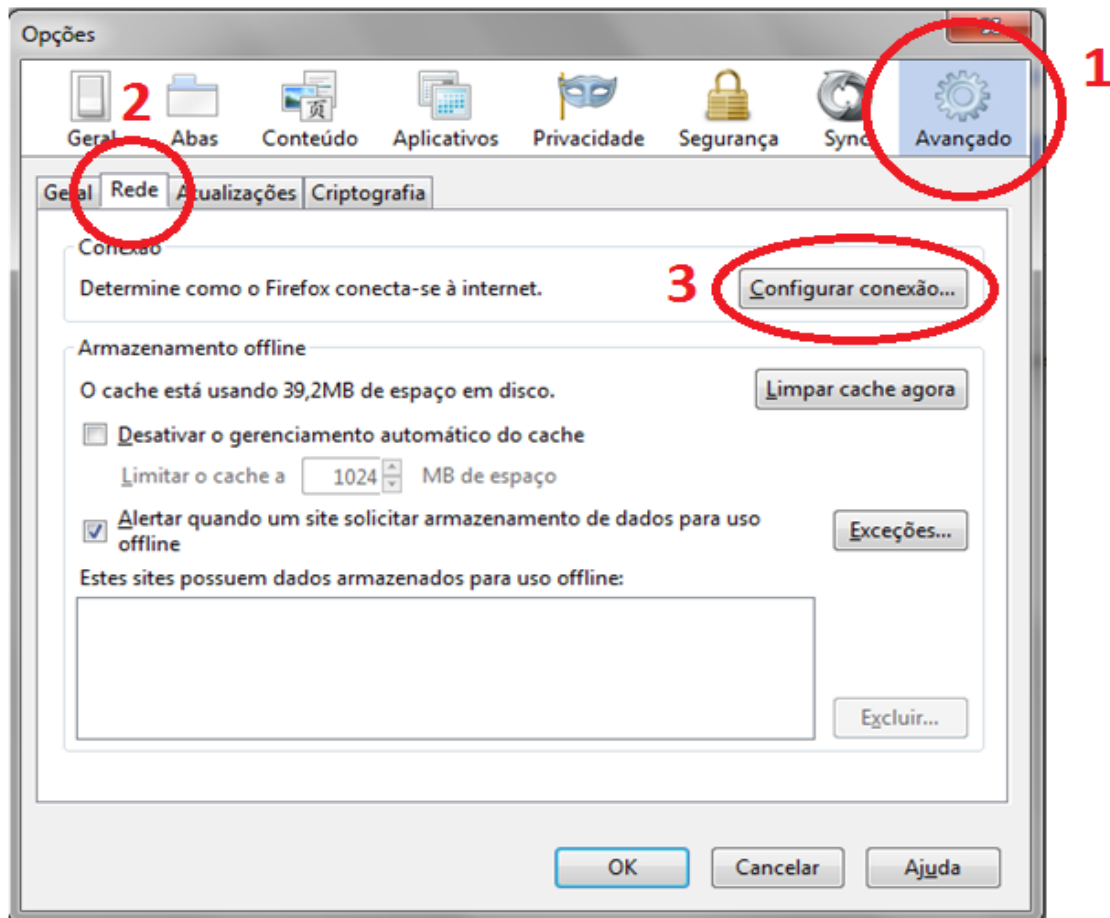 Opções
1
2
Geral Abas Conteúdo Aplicativos Privacidade Segurança Sync Avançado
Geral Rede Atualizações Criptografia
Conexão
Determine como o Firefox conecta-se à internet.
3
Configurar conexão...
Armazenamento offline
O cache está usando 39,2MB de espaço em disco.
Limpar cache agora
Desativar o gerenciamento automático do cache
Limitar o cache a 1024 MB de espaço
Alertar quando um site solicitar armazenamento de dados para uso
offline
Exceções...
Estes sites possuem dados armazenados para uso offline:
Excluir...
OK Cancelar Ajuda